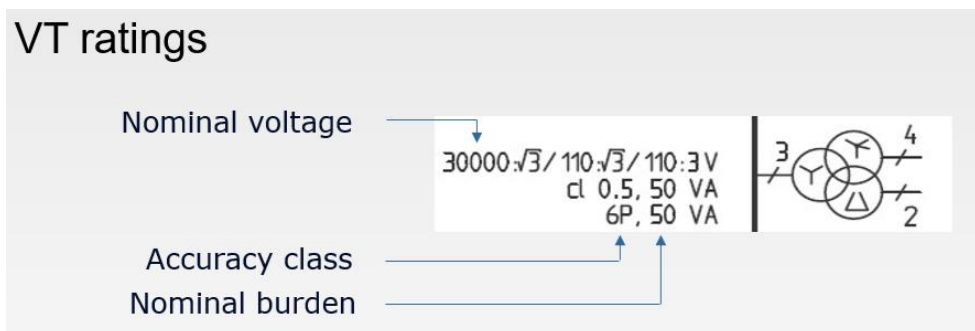 VT ratings
Nominal voltage
30000:√3/110:√3/110:3V
cl 0.5, 50 VA
6P, 50 VA
3
4
2
Accuracy class
Nominal burden